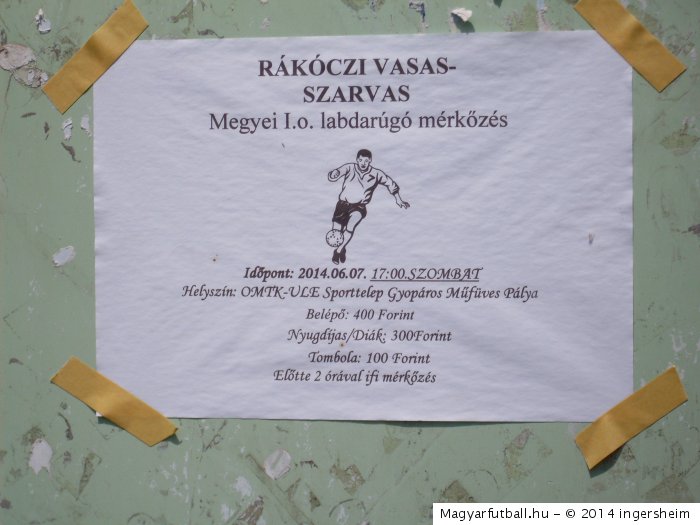 RÁKÓCZI VASAS-
SZARVAS
Megyei I.o. labdarúgó mérkőzés
Időpont: 2014.06.07. 17:00.SZOMBAT
Helyszín: OMTK-ULE Sporttelep Gyopáros Műfüves Pálya
Belépő: 400 Forint
Nyugdíjas/Diák: 300Forint
Tombola: 100 Forint
Előtte 2 órával ifi mérkőzés
Magyarfutball.hu - © 2014 ingersheim